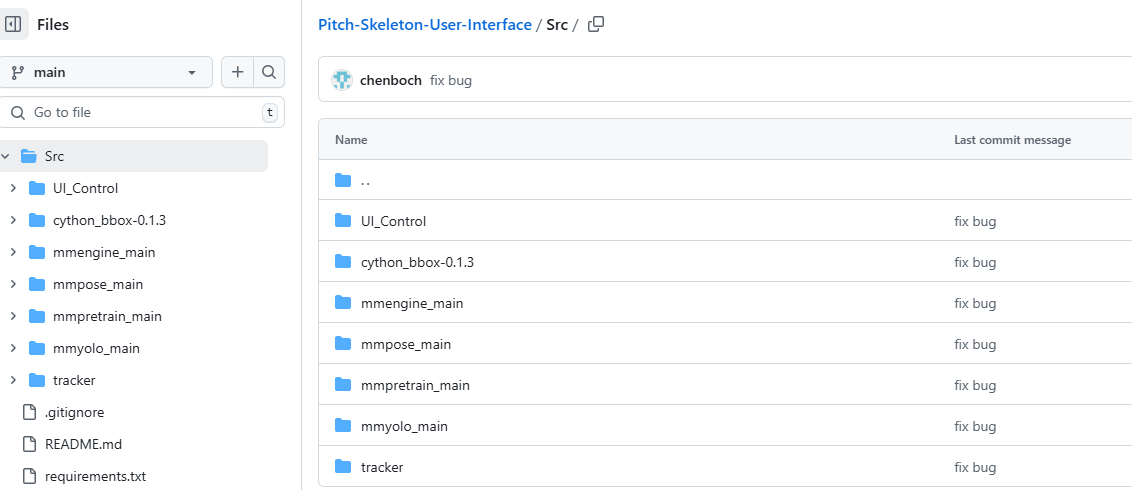 Files
main
Go to file
t
Src
UI_Control
cython_bbox-0.1.3
mmengine_main
mmpose_main
mmpretrain_main
mmyolo_main
tracker
.gitignore
README.md
requirements.txt
Pitch-Skeleton-User-Interface / Src /
chenboch fix bug
Name Last commit message
..
UI_Control fix bug
cython_bbox-0.1.3 fix bug
mmengine_main fix bug
mmpose_main fix bug
mmpretrain_main fix bug
mmyolo_main fix bug
tracker fix bug